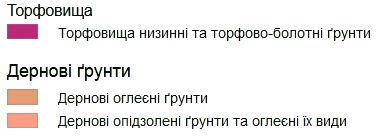 Торфовища
Торфовища низинні та торфово-болотні ґрунти
Дернові ґрунти
Дернові оглеєні ґрунти
Дернові опідзолені ґрунти та оглеєні їх види